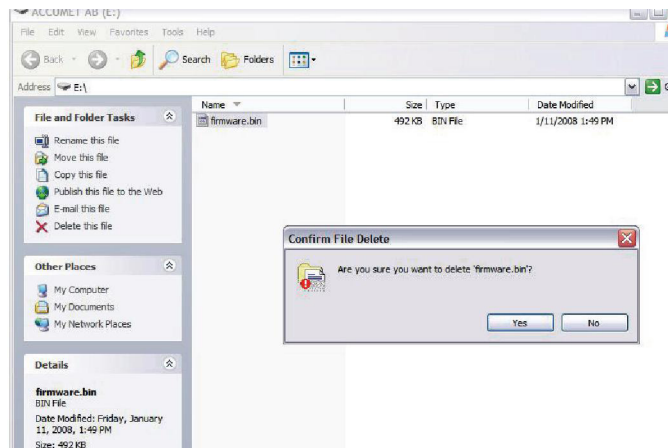 ACCUMET AB (E:)
File Edit View Favorites Tools Help
Back Search Folders
Address E:\
Name Size Type Date Modified
firmware.bin 492 KB BIN File 1/11/2008 1:49 PM
File and Folder Tasks
Rename this file
Move this file
Copy this file
Publish this file to the Web
E-mail this file
Delete this file
Confirm File Delete
Are you sure you want to delete 'firmware.bin'?
Yes No
Other Places
My Computer
My Documents
My Network Places
Details
firmware.bin
BIN File
Date Modified: Friday, January
11, 2008, 1:49 PM
Size: 492 KB